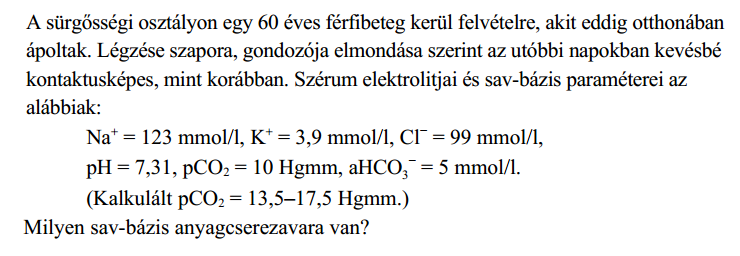 A sürgősségi osztályon egy 60 éves férfibeteg kerül felvételre, akit eddig otthonában
ápoltak. Légzése szapora, gondozója elmondása szerint az utóbbi napokban kevésbé
kontaktusképes, mint korábban. Szérum elektrolitjai és sav-bázis paraméterei az
alábbiak:
Na⁺ = 123 mmol/l, K⁺ = 3,9 mmol/l, Cl⁻ = 99 mmol/l,
pH = 7,31, pCO₂ = 10 Hgmm, aHCO₃⁻ = 5 mmol/l.
(Kalkulált pCO₂ = 13,5–17,5 Hgmm.)
Milyen sav-bázis anyagcserezavara van?